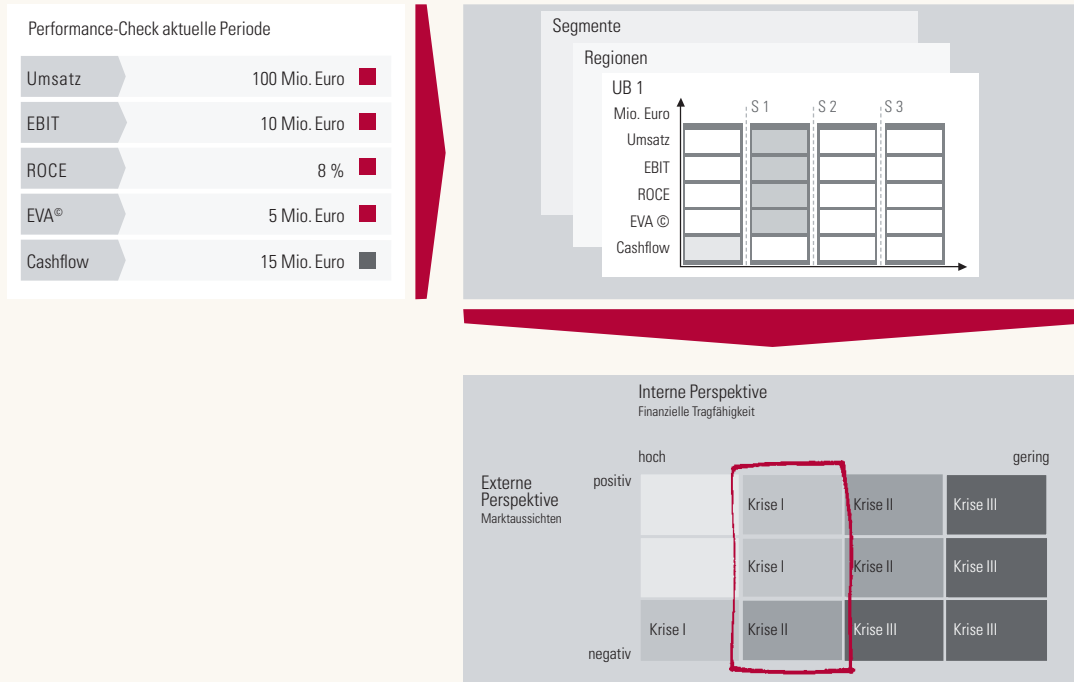 Performance-Check aktuelle Periode
Umsatz 100 Mio. Euro
EBIT 10 Mio. Euro
ROCE 8 %
EVA© 5 Mio. Euro
Cashflow 15 Mio. Euro
Segmente
Regionen
UB 1
Mio. Euro S 1 S 2 S 3
Umsatz
EBIT
ROCE
EVA ©
Cashflow
Interne Perspektive
Finanzielle Tragfähigkeit
hoch gering
Externe
Perspektive
Marktaussichten
positiv
Krise I Krise II Krise III
Krise I Krise II Krise III
Krise I Krise II Krise III Krise III
negativ